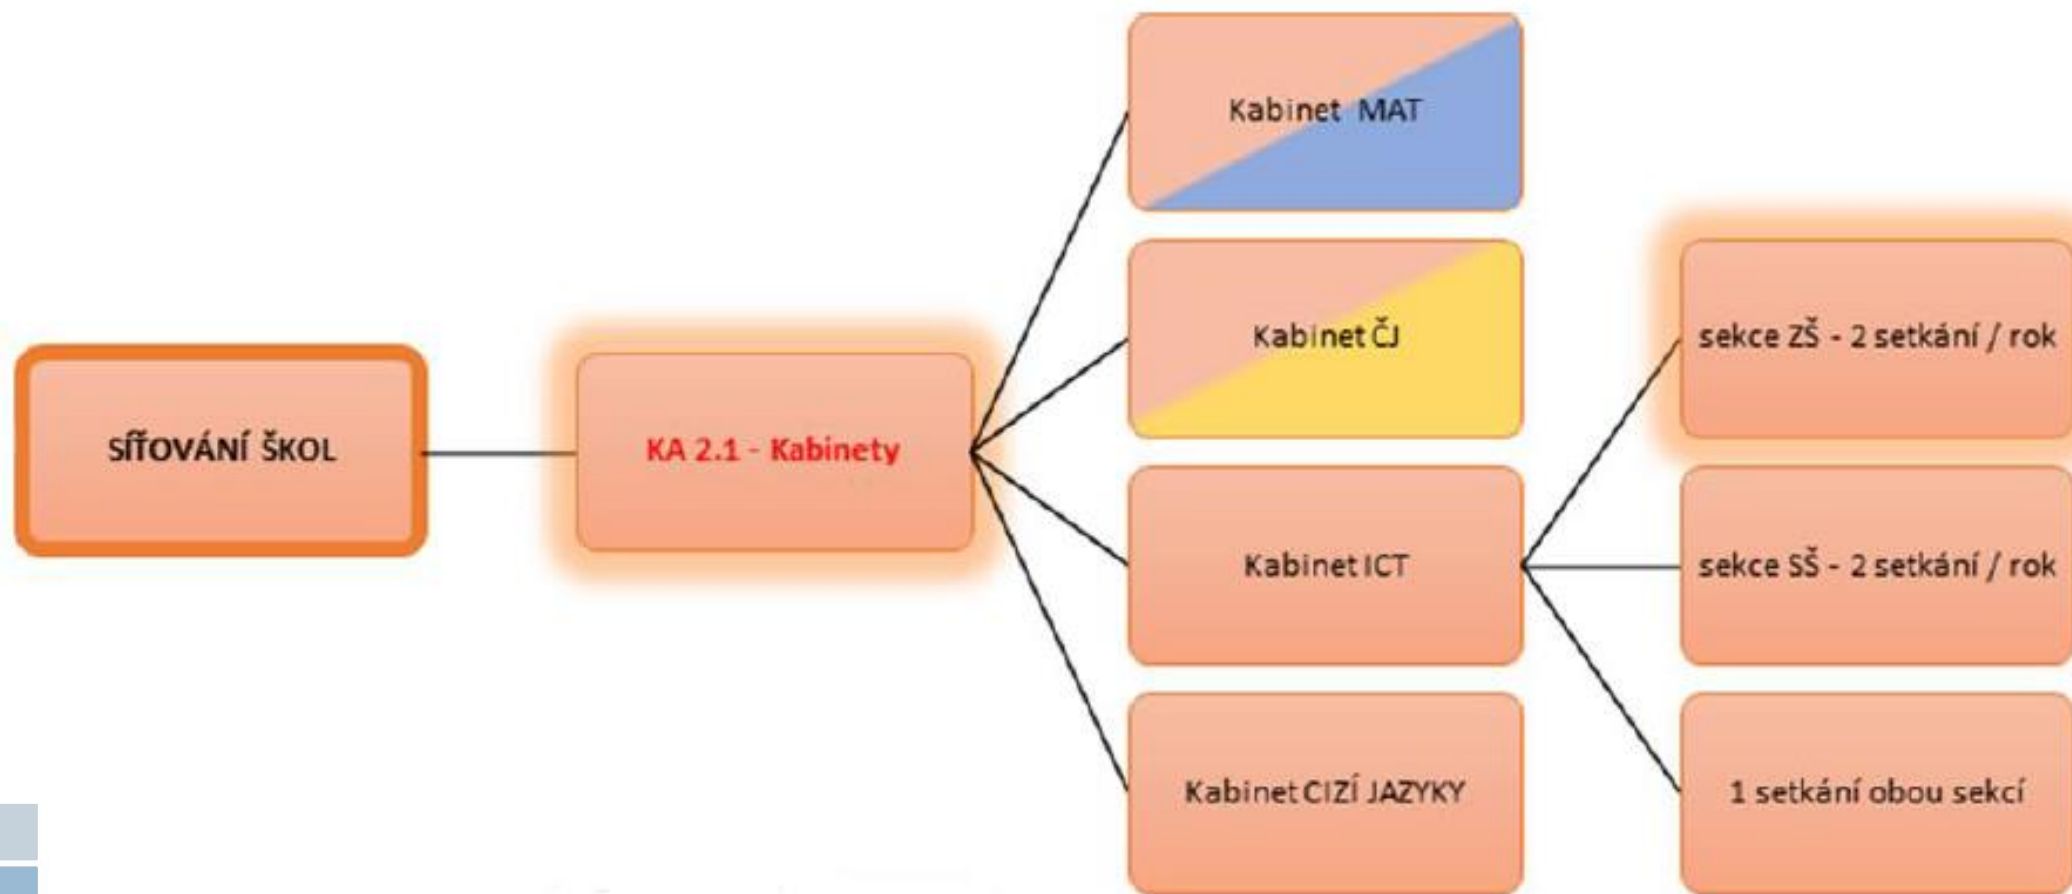 SÍŤOVÁNÍ ŠKOL
KA 2.1 - Kabinety
Kabinet MAT
Kabinet ČJ
Kabinet ICT
Kabinet CIZÍ JAZYKY
sekce ZŠ - 2 setkání / rok
sekce SŠ - 2 setkání / rok
1 setkání obou sekcí